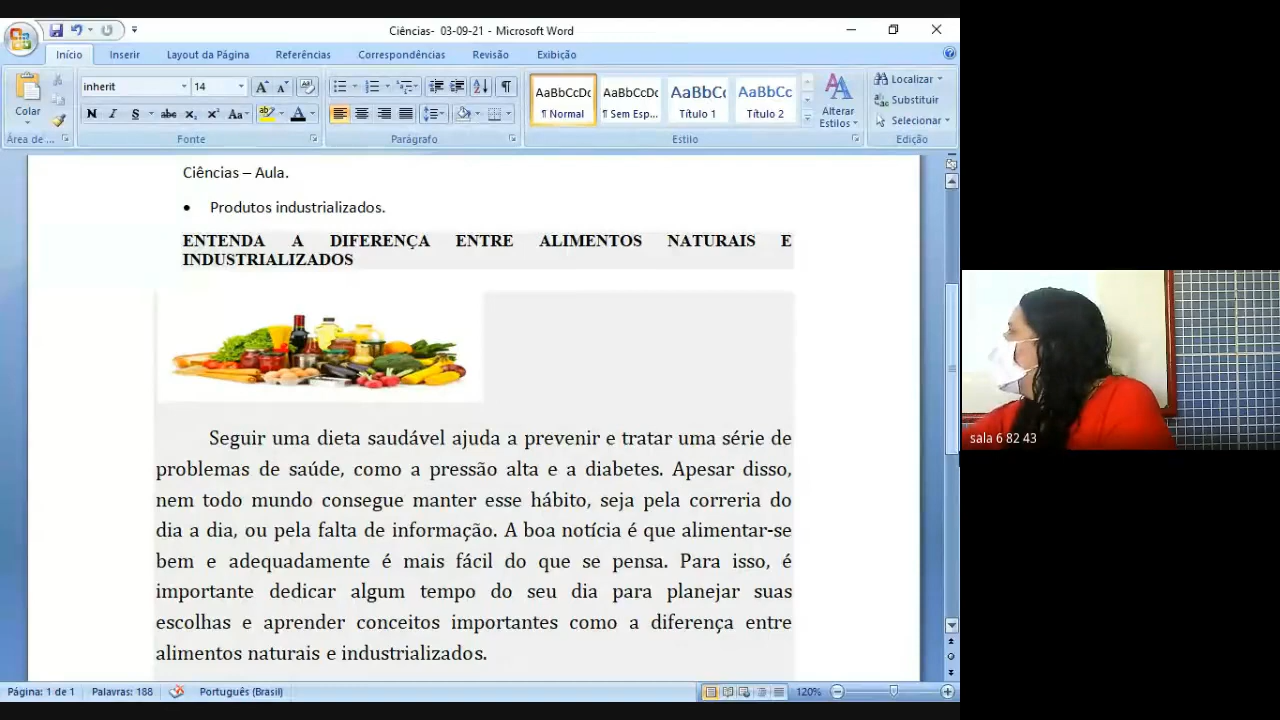 Ciências- 03-09-21 - Microsoft Word
Início Inserir Layout da Página Referências Correspondências Revisão Exibição
inherit 14
Colar
N I S abc x₂ x² Aa
AaBbCcDc AaBbCcDc AaBbCc AaBbCc
¶ Normal ¶ Sem Esp... Título 1 Título 2
Alterar Estilos
Localizar
Substituir
Selecionar
Área de... Fonte Parágrafo Estilo Edição
Ciências – Aula.
• Produtos industrializados.
ENTENDA A DIFERENÇA ENTRE ALIMENTOS NATURAIS E
INDUSTRIALIZADOS
Seguir uma dieta saudável ajuda a prevenir e tratar uma série de
problemas de saúde, como a pressão alta e a diabetes. Apesar disso,
nem todo mundo consegue manter esse hábito, seja pela correria do
dia a dia, ou pela falta de informação. A boa notícia é que alimentar-se
bem e adequadamente é mais fácil do que se pensa. Para isso, é
importante dedicar algum tempo do seu dia para planejar suas
escolhas e aprender conceitos importantes como a diferença entre
alimentos naturais e industrializados.
sala 6 82 43
Página: 1 de 1 Palavras: 188 Português (Brasil) 120%